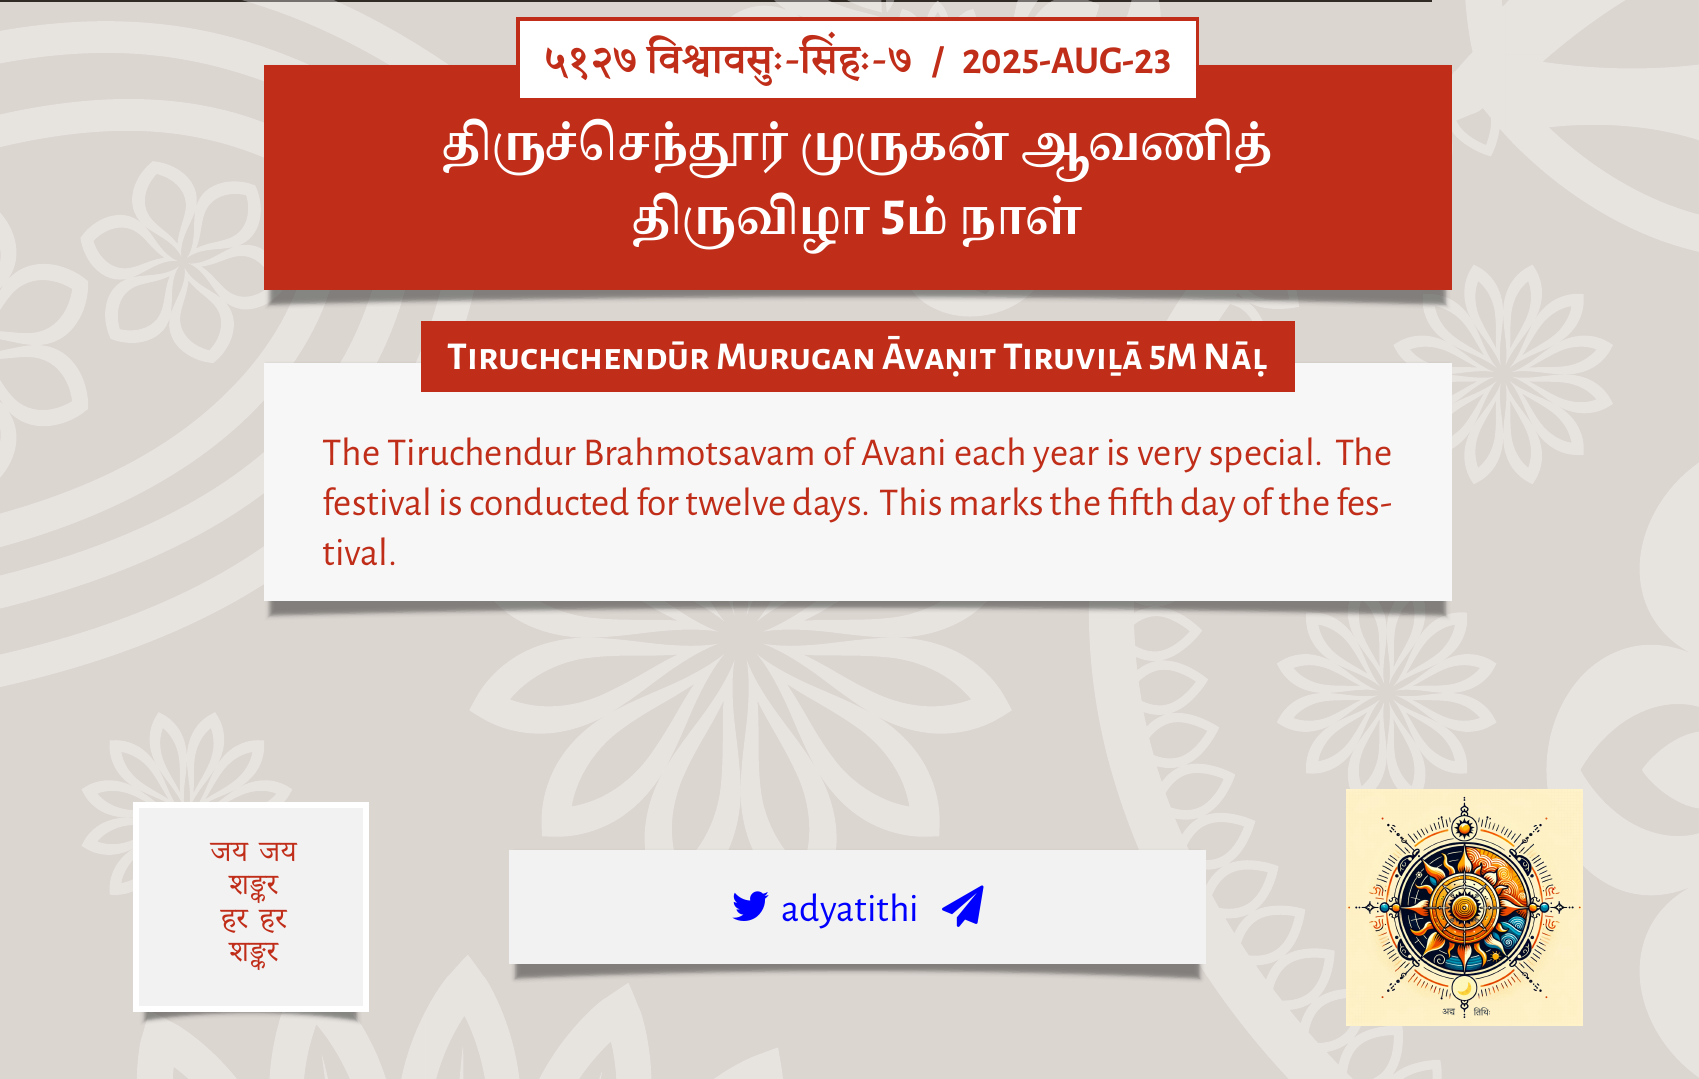 ५१२७ विश्वावसुः-सिंहः-७ / 2025-AUG-23
திருச்செந்தூர் முருகன் ஆவணித்
திருவிழா 5ம் நாள்
Tiruchchendūr Murugan Āvaṇit Tiruviḻā 5m Nāḷ
The Tiruchendur Brahmotsavam of Avani each year is very special. The
festival is conducted for twelve days. This marks the fifth day of the fes-
tival.
जय जय
शङ्कर
हर हर
शङ्कर
adyatithi
अद्य तिथिः